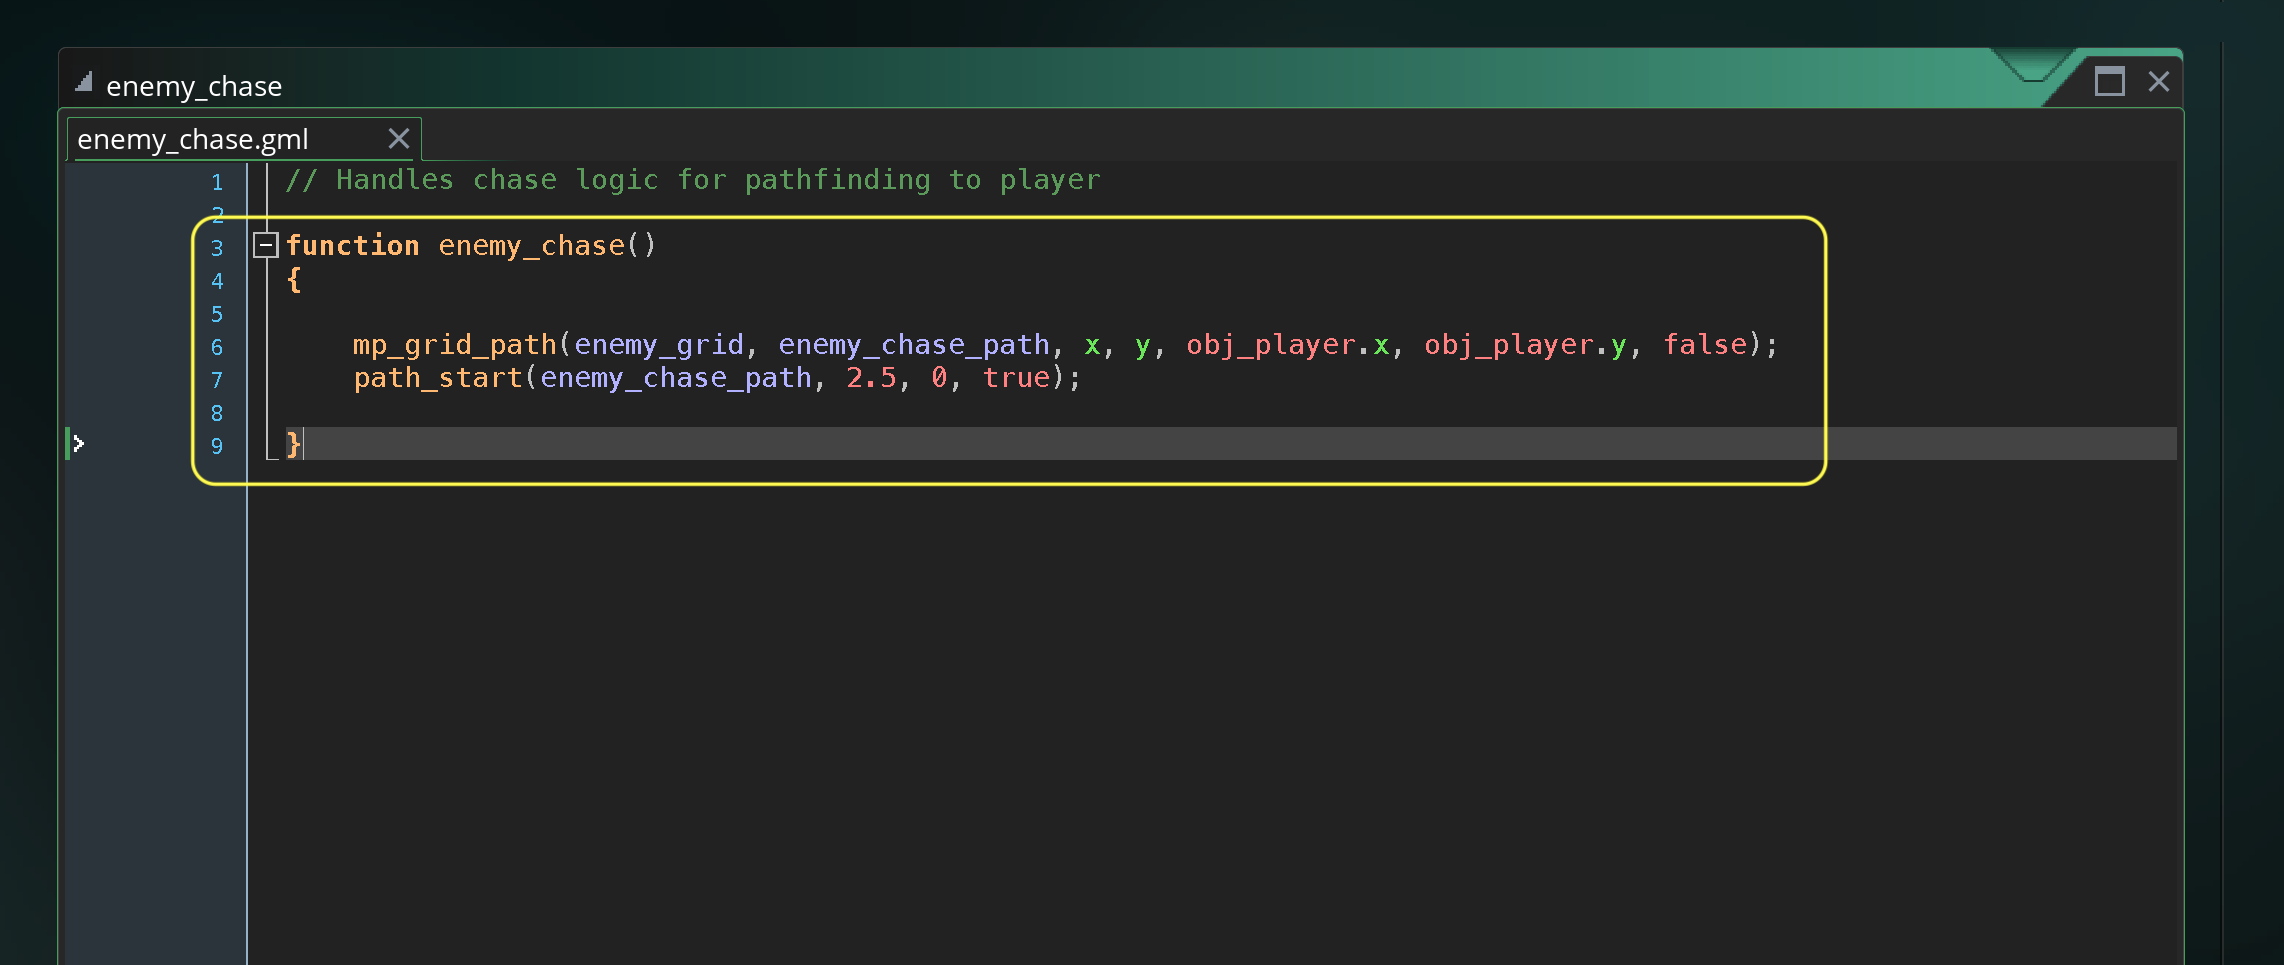 enemy_chase
enemy_chase.gml
1 // Handles chase logic for pathfinding to player
2
3 function enemy_chase()
4 {
5
6 mp_grid_path(enemy_grid, enemy_chase_path, x, y, obj_player.x, obj_player.y, false);
7 path_start(enemy_chase_path, 2.5, 0, true);
8
9 }